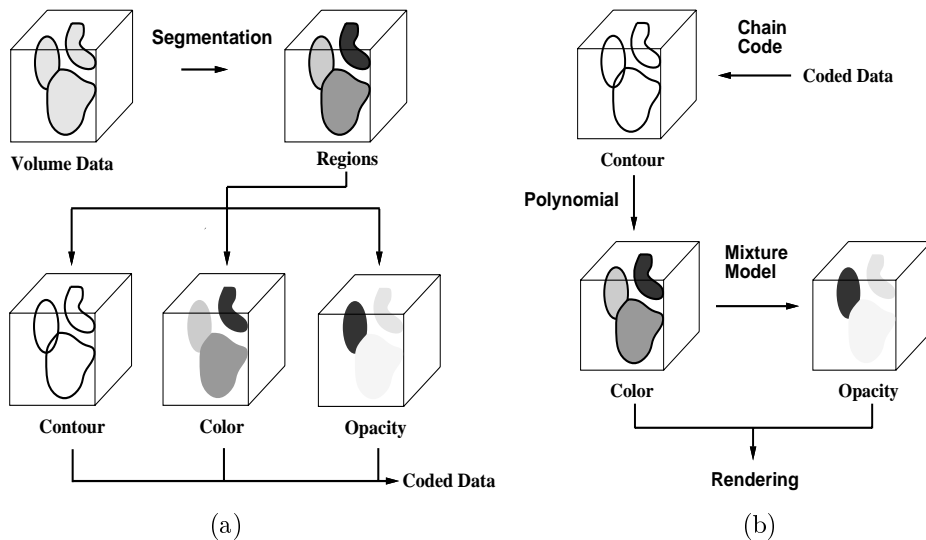 Segmentation
Volume Data
Regions
Contour
Color
Opacity
Coded Data
(a)
Chain
Code
Coded Data
Contour
Polynomial
Mixture
Model
Color
Opacity
Rendering
(b)